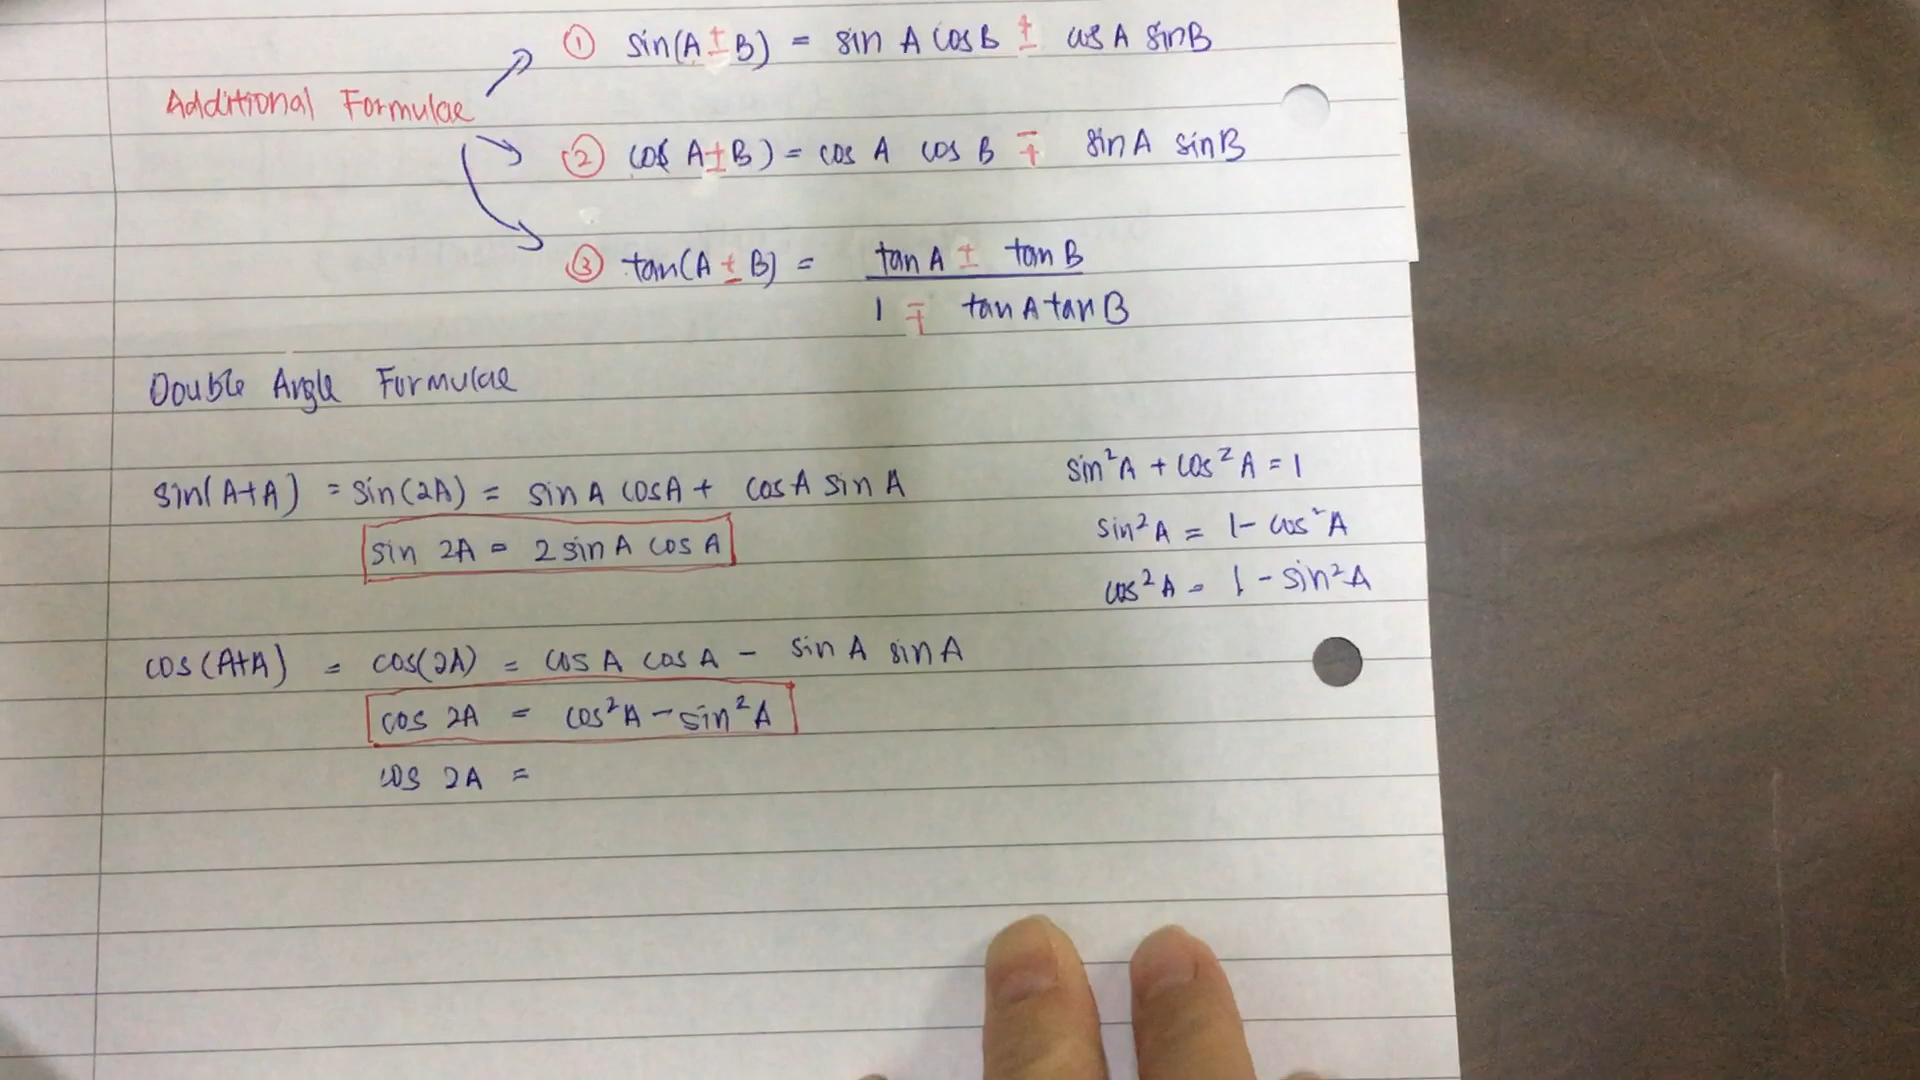 ① sin(A ± B) = sin A cos B ± cos A sin B
Additional Formulae
② cos(A ± B) = cos A cos B ∓ sin A sin B
③ tan(A ± B) = tan A ± tan B
1 ∓ tan A tan B
Double Angle Formulae
sin(A+A) = sin(2A) = sin A cos A + cos A sin A
sin 2A = 2 sin A cos A
sin²A + cos²A = 1
sin²A = 1 - cos²A
cos²A = 1 - sin²A
cos(A+A) = cos(2A) = cos A cos A - sin A sin A
cos 2A = cos²A - sin²A
cos 2A =